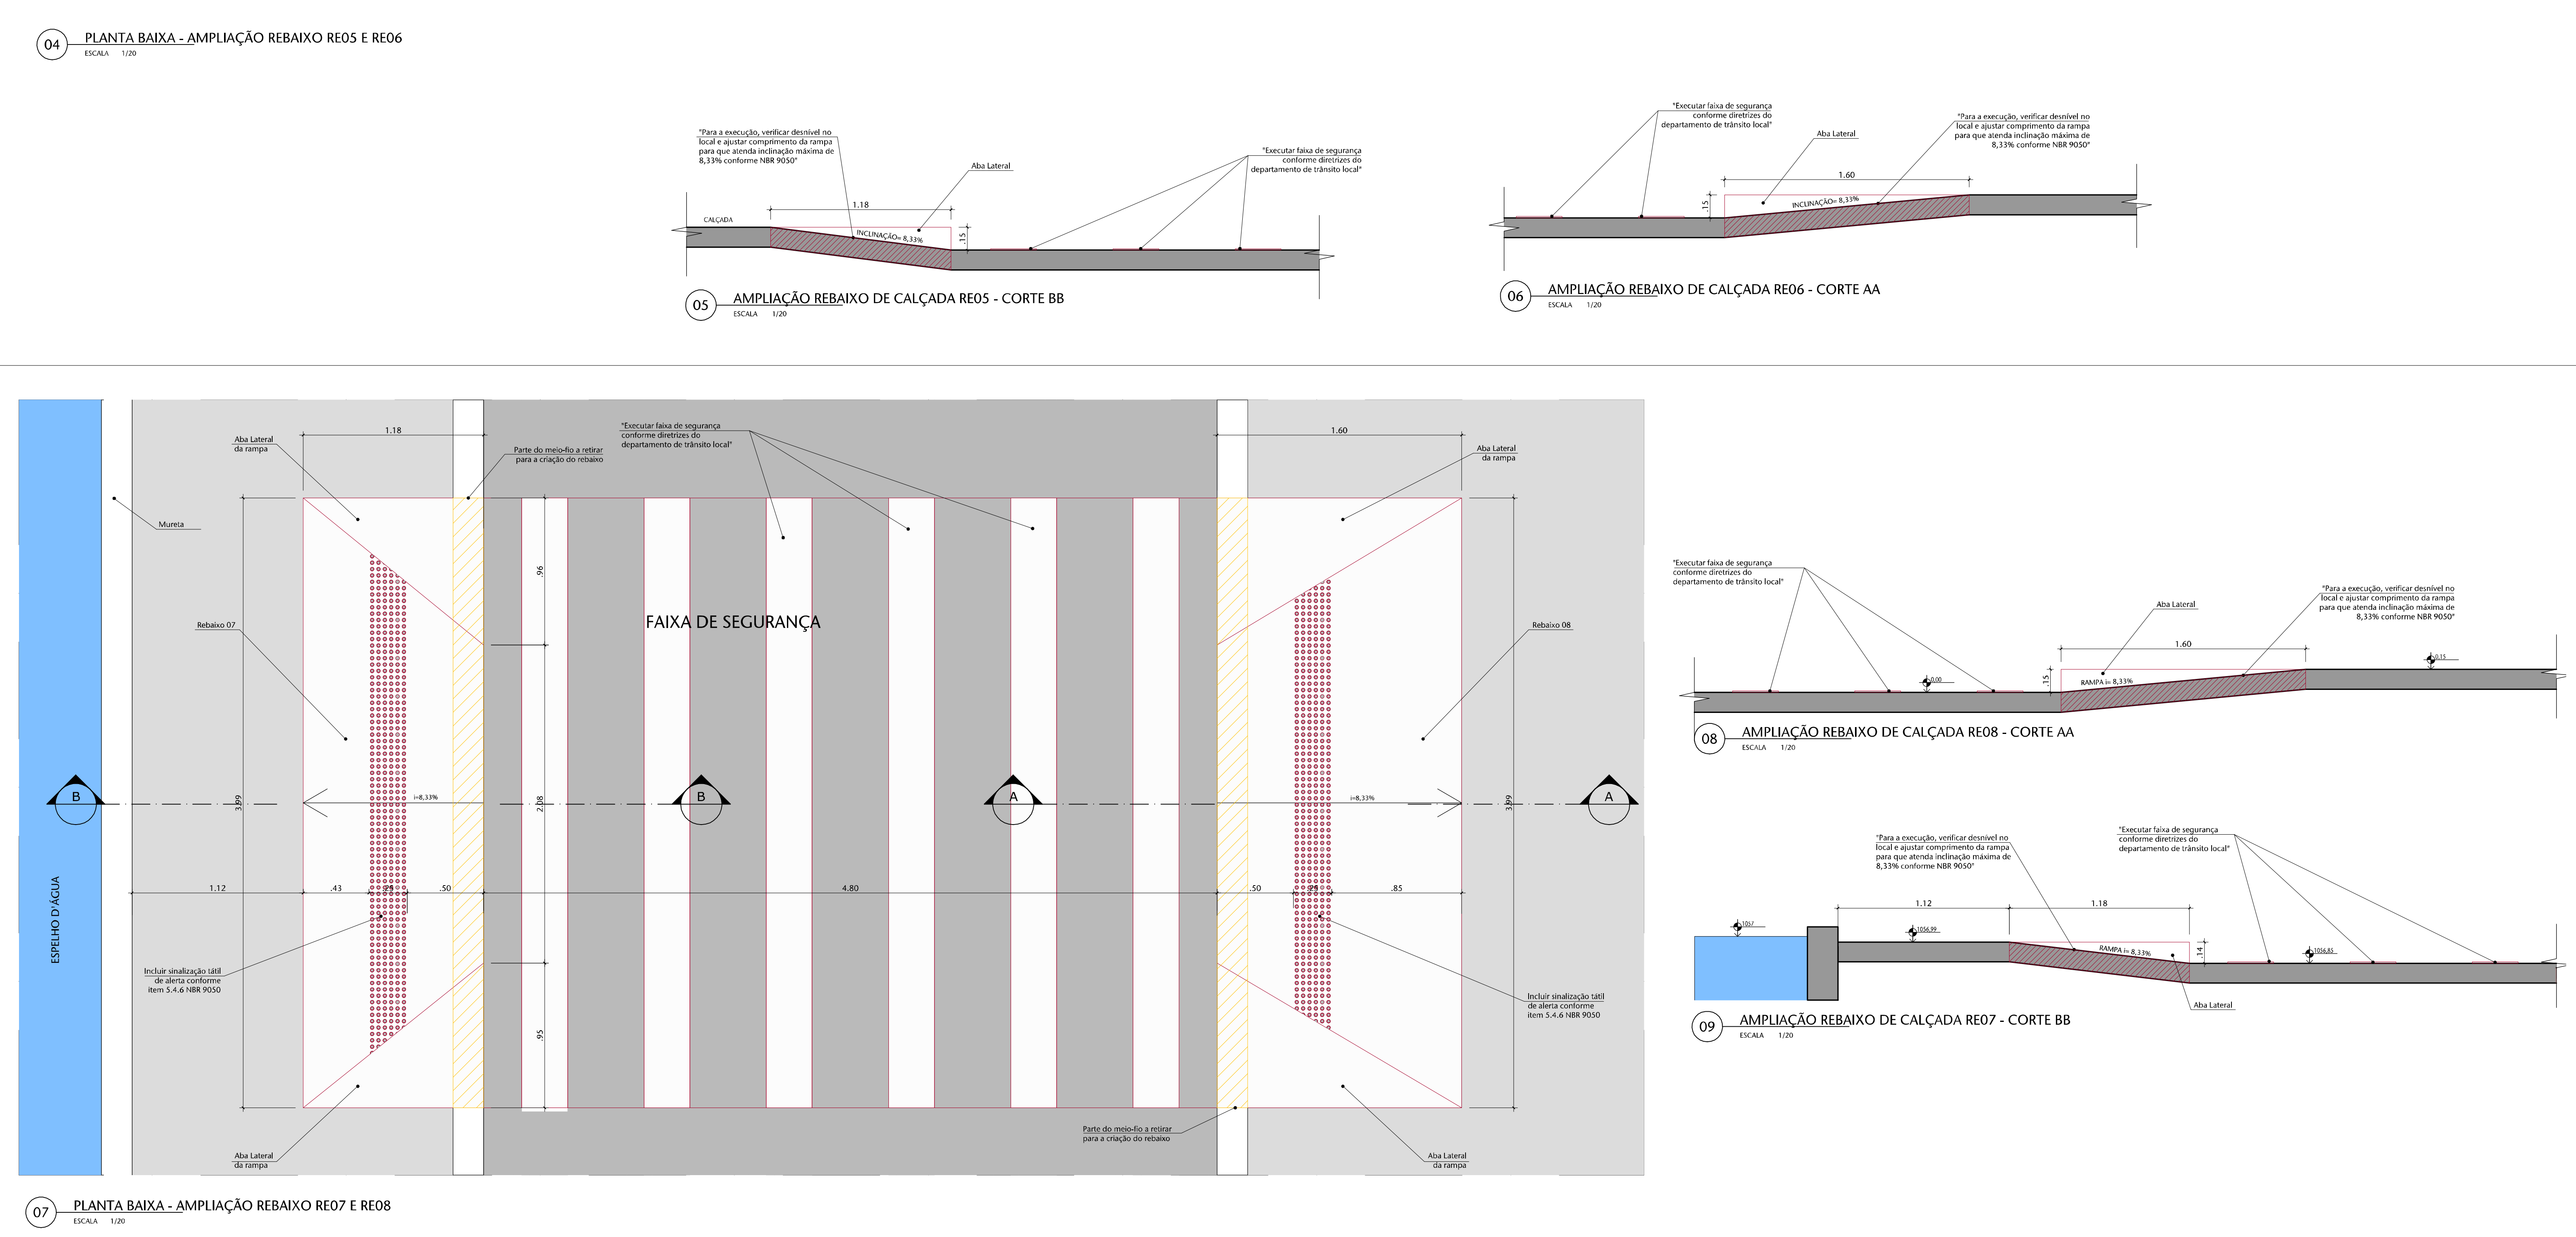 04
PLANTA BAIXA - AMPLIAÇÃO REBAIXO RE05 E RE06
ESCALA 1/20
"Para a execução, verificar desnível no
local e ajustar comprimento da rampa
para que atenda inclinação máxima de
8,33% conforme NBR 9050"
Aba Lateral
"Executar faixa de segurança
conforme diretrizes do
departamento de trânsito local"
1.18
CALÇADA
INCLINAÇÃO= 8,33%
.15
05
AMPLIAÇÃO REBAIXO DE CALÇADA RE05 - CORTE BB
ESCALA 1/20
"Executar faixa de segurança
conforme diretrizes do
departamento de trânsito local"
Aba Lateral
"Para a execução, verificar desnível no
local e ajustar comprimento da rampa
para que atenda inclinação máxima de
8,33% conforme NBR 9050"
1.60
.15
INCLINAÇÃO= 8,33%
06
AMPLIAÇÃO REBAIXO DE CALÇADA RE06 - CORTE AA
ESCALA 1/20
1.18
Aba Lateral
da rampa
Parte do meio-fio a retirar
para a criação do rebaixo
"Executar faixa de segurança
conforme diretrizes do
departamento de trânsito local"
1.60
Aba Lateral
da rampa
Mureta
.96
FAIXA DE SEGURANÇA
Rebaixo 07
Rebaixo 08
B
3.99
i=8,33%
2.08
B
A
i=8,33%
3.99
A
1.12
.43
.25
.50
4.80
.50
.25
.85
ESPELHO D'ÁGUA
Incluir sinalização tátil
de alerta conforme
item 5.4.6 NBR 9050
.95
Incluir sinalização tátil
de alerta conforme
item 5.4.6 NBR 9050
Parte do meio-fio a retirar
para a criação do rebaixo
Aba Lateral
da rampa
Aba Lateral
da rampa
07
PLANTA BAIXA - AMPLIAÇÃO REBAIXO RE07 E RE08
ESCALA 1/20
"Executar faixa de segurança
conforme diretrizes do
departamento de trânsito local"
Aba Lateral
"Para a execução, verificar desnível no
local e ajustar comprimento da rampa
para que atenda inclinação máxima de
8,33% conforme NBR 9050"
1.60
0,15
0,00
.15
RAMPA i= 8,33%
08
AMPLIAÇÃO REBAIXO DE CALÇADA RE08 - CORTE AA
ESCALA 1/20
"Para a execução, verificar desnível no
local e ajustar comprimento da rampa
para que atenda inclinação máxima de
8,33% conforme NBR 9050"
"Executar faixa de segurança
conforme diretrizes do
departamento de trânsito local"
1.12
1.18
1057
1056,99
RAMPA i= 8,33%
.14
1056,85
Aba Lateral
09
AMPLIAÇÃO REBAIXO DE CALÇADA RE07 - CORTE BB
ESCALA 1/20